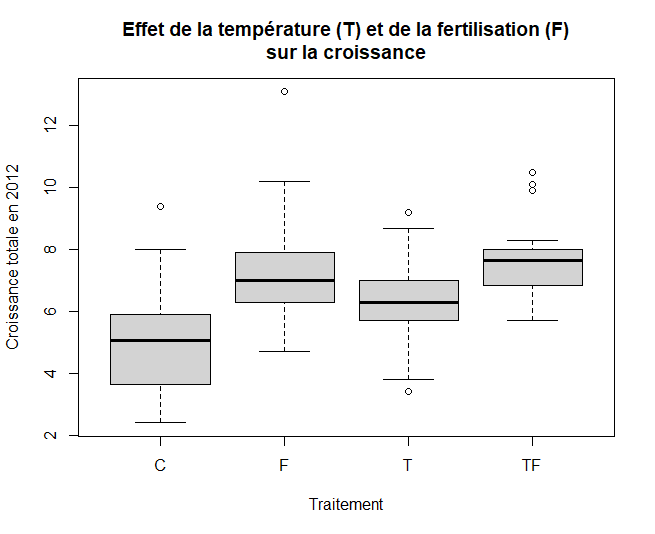 Effet de la température (T) et de la fertilisation (F)
sur la croissance
Croissance totale en 2012
12
10
8
6
4
2
C F T TF
Traitement